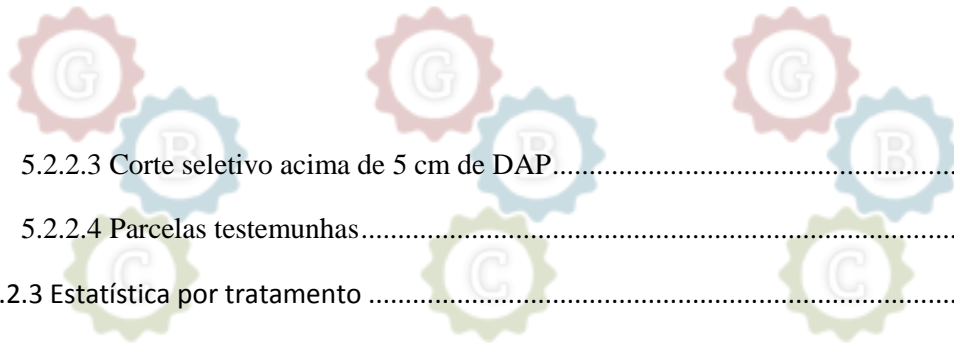 G G G
B B B
5.2.2.3 Corte seletivo acima de 5 cm de DAP..........................................................
5.2.2.4 Parcelas testemunhas....................................................................................
C C C
.2.3 Estatística por tratamento ..............................................................................